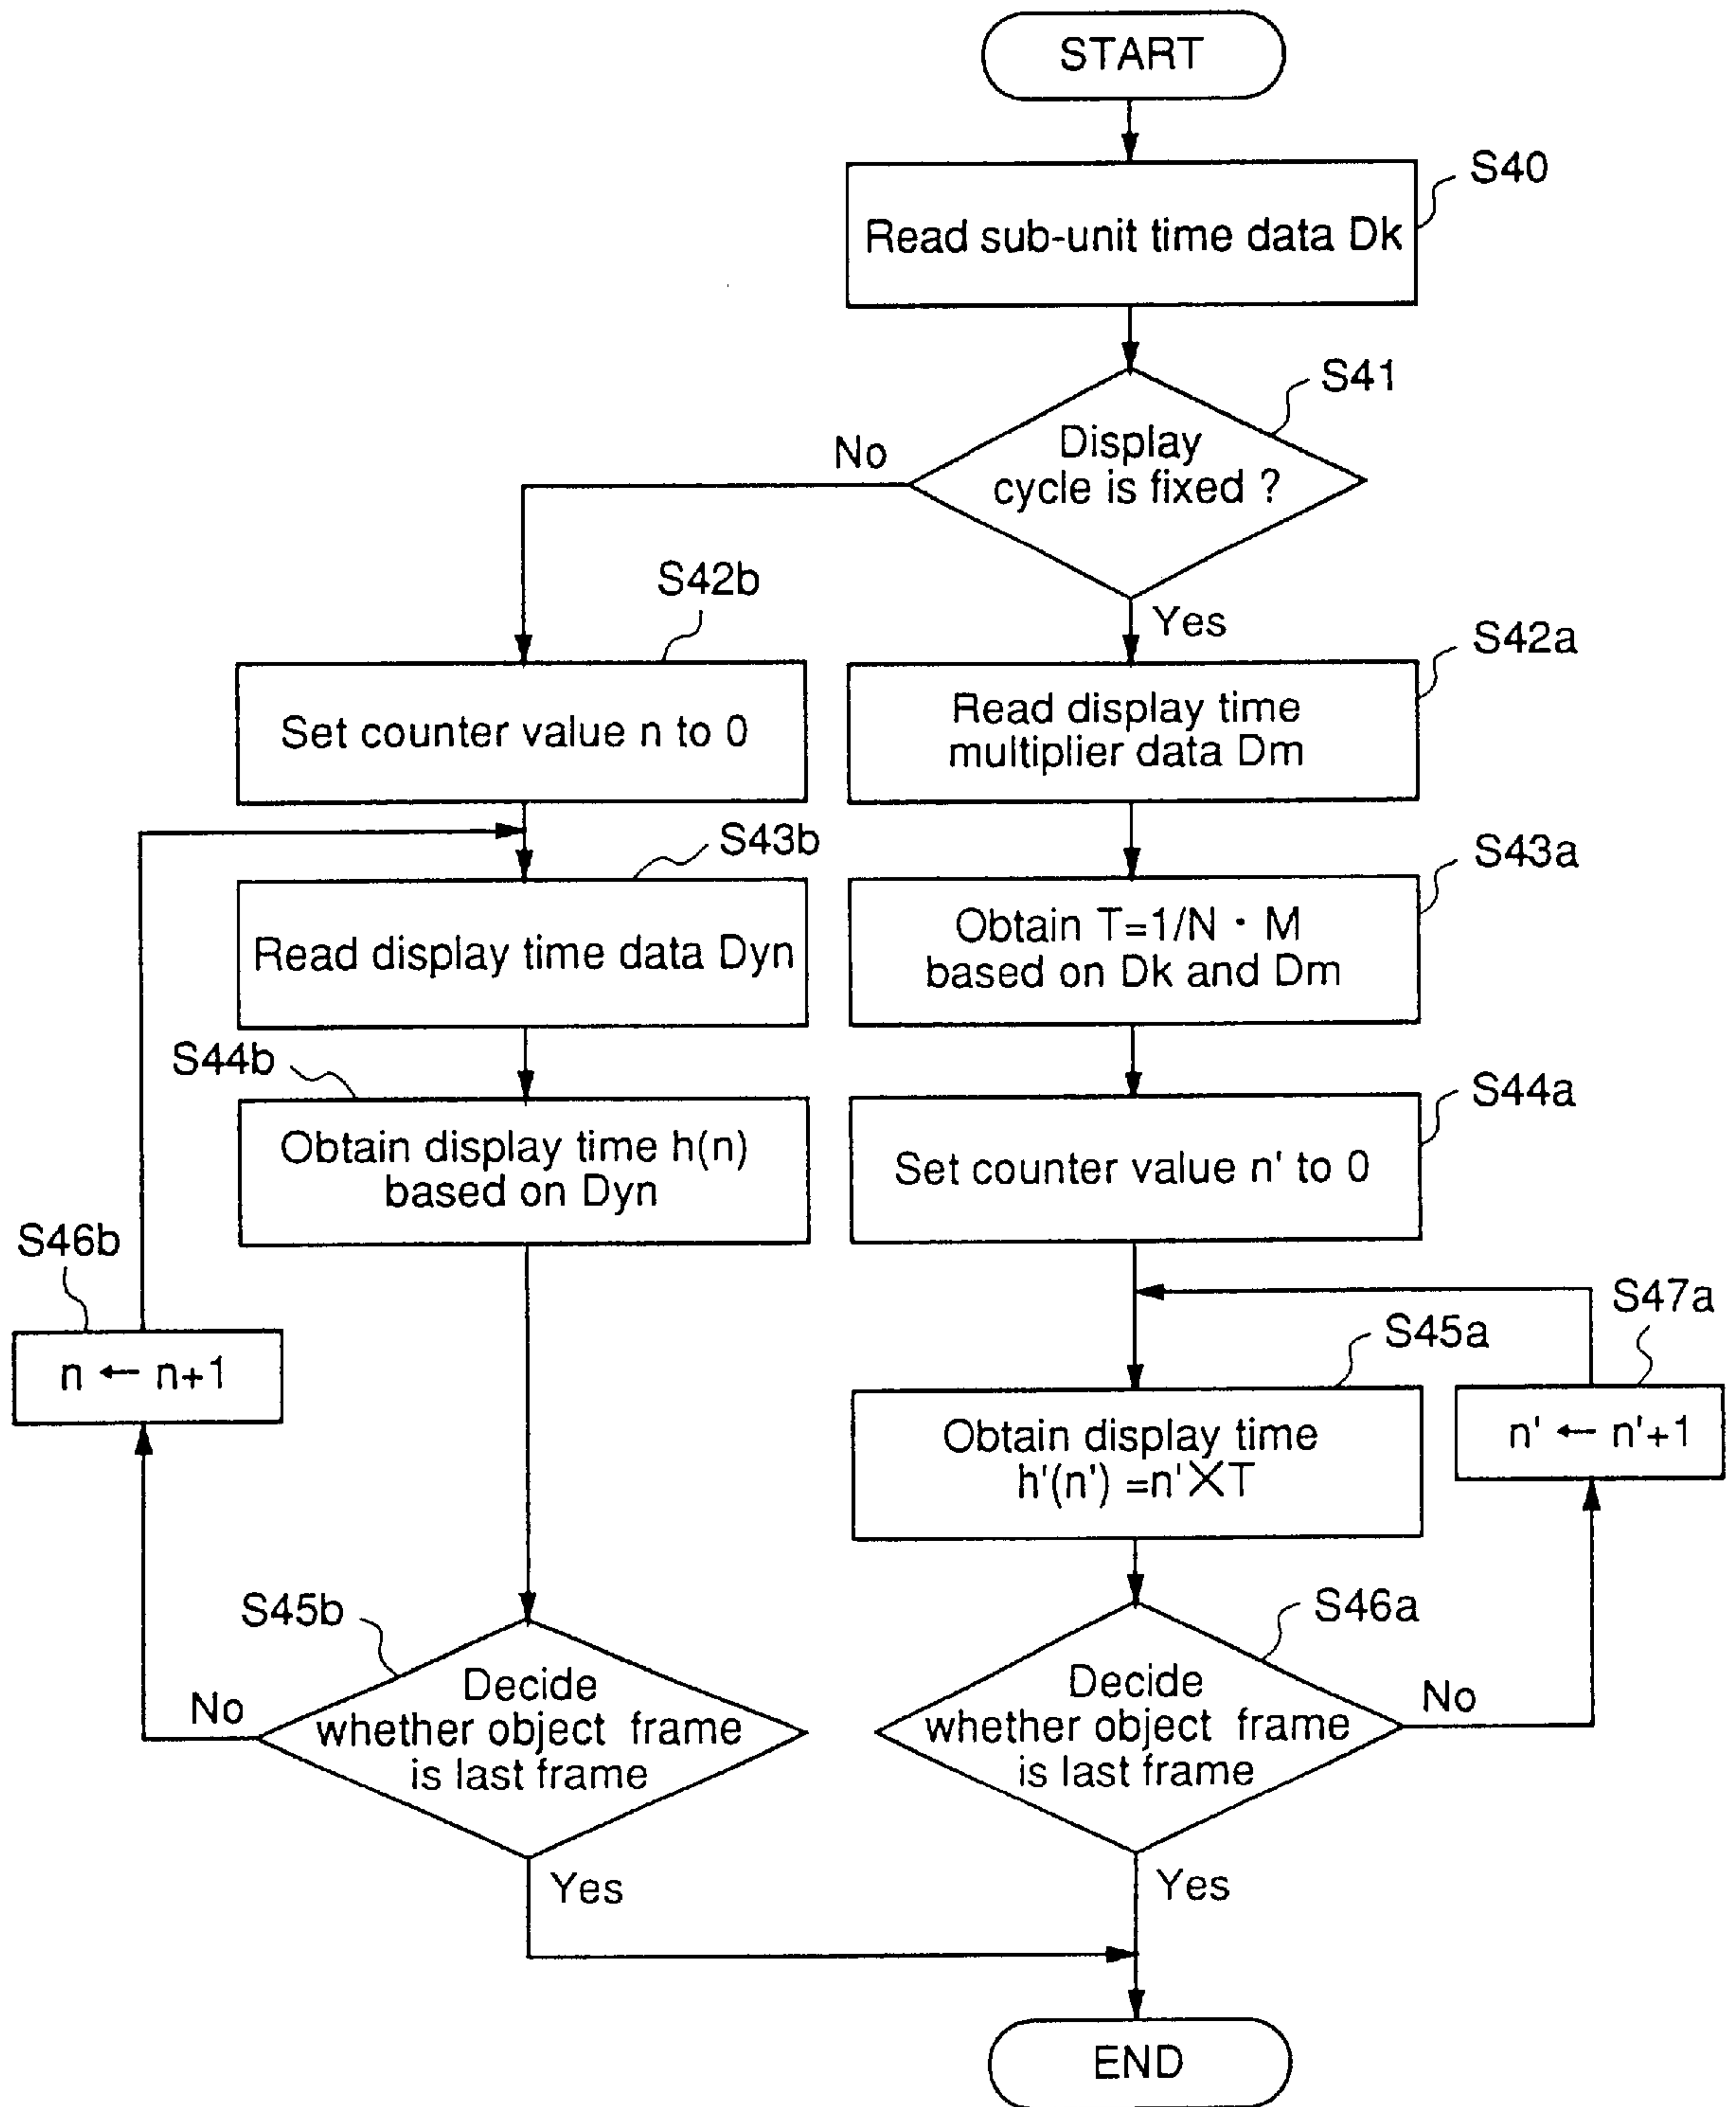 START
S40
Read sub-unit time data Dk
S41
Display
cycle is fixed ?
No
Yes
S42b
S42a
Set counter value n to 0
Read display time
multiplier data Dm
S43b
S43a
Read display time data Dyn
Obtain T=1/N · M
based on Dk and Dm
S44b
S44a
Obtain display time h(n)
based on Dyn
Set counter value n' to 0
S46b
n ← n+1
S47a
n' ← n'+1
S45a
Obtain display time
h'(n') =n'×T
S45b
Decide
whether object frame
is last frame
No
Yes
S46a
Decide
whether object frame
is last frame
No
Yes
END